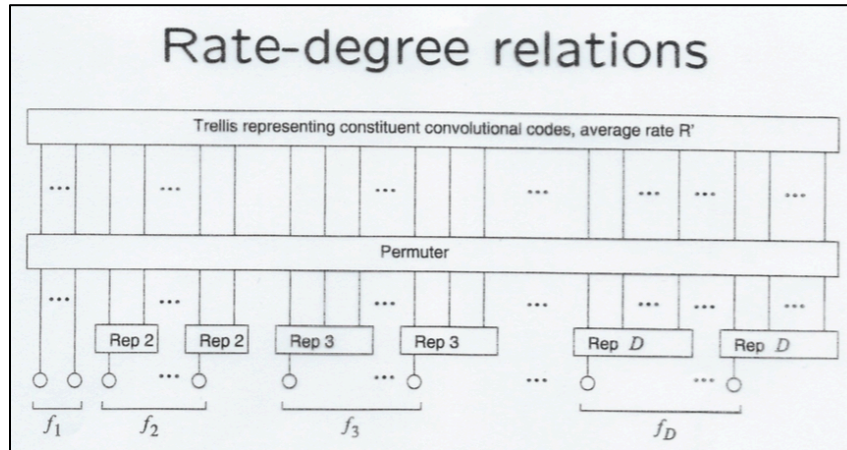 Rate-degree relations
Trellis representing constituent convolutional codes, average rate R'
... ... ... ... ... ... ...
Permuter
... ... ... ... ... ... ...
Rep 2 Rep 2 Rep 3 Rep 3 Rep D Rep D
... ... ... ...
f1 f2 f3 fD